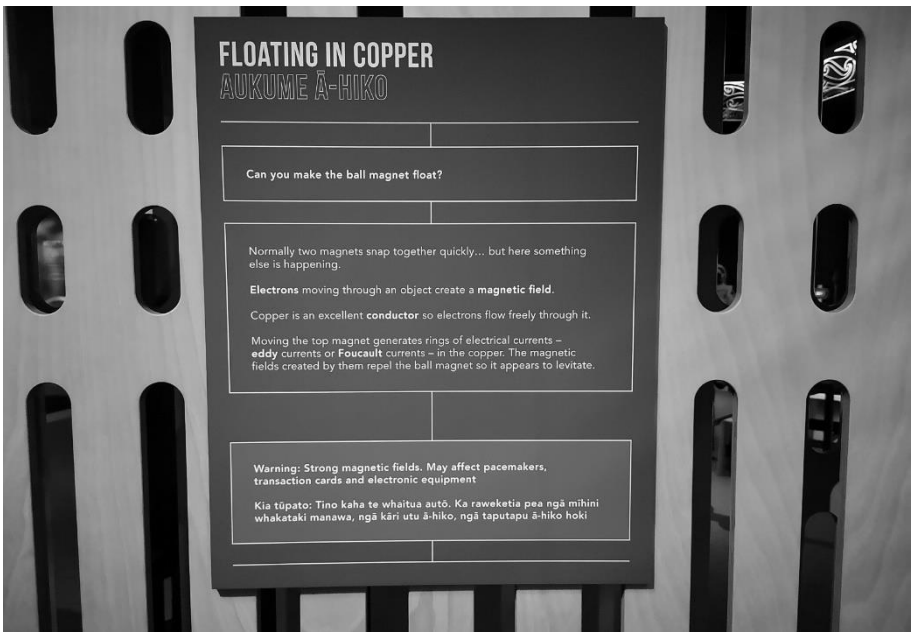 FLOATING IN COPPER
AUKUME Ā-HIKO
Can you make the ball magnet float?
Normally two magnets snap together quickly... but here something
else is happening.
Electrons moving through an object create a magnetic field.
Copper is an excellent conductor so electrons flow freely through it.
Moving the top magnet generates rings of electrical currents –
eddy currents or Foucault currents – in the copper. The magnetic
fields created by them repel the ball magnet so it appears to levitate.
Warning: Strong magnetic fields. May affect pacemakers,
transaction cards and electronic equipment
Kia tūpato: Tino kaha te whaitua autō. Ka raweketia pea ngā mīhini
whakataki manawa, ngā kāri utu ā-hiko, ngā taputapu ā-hiko hoki